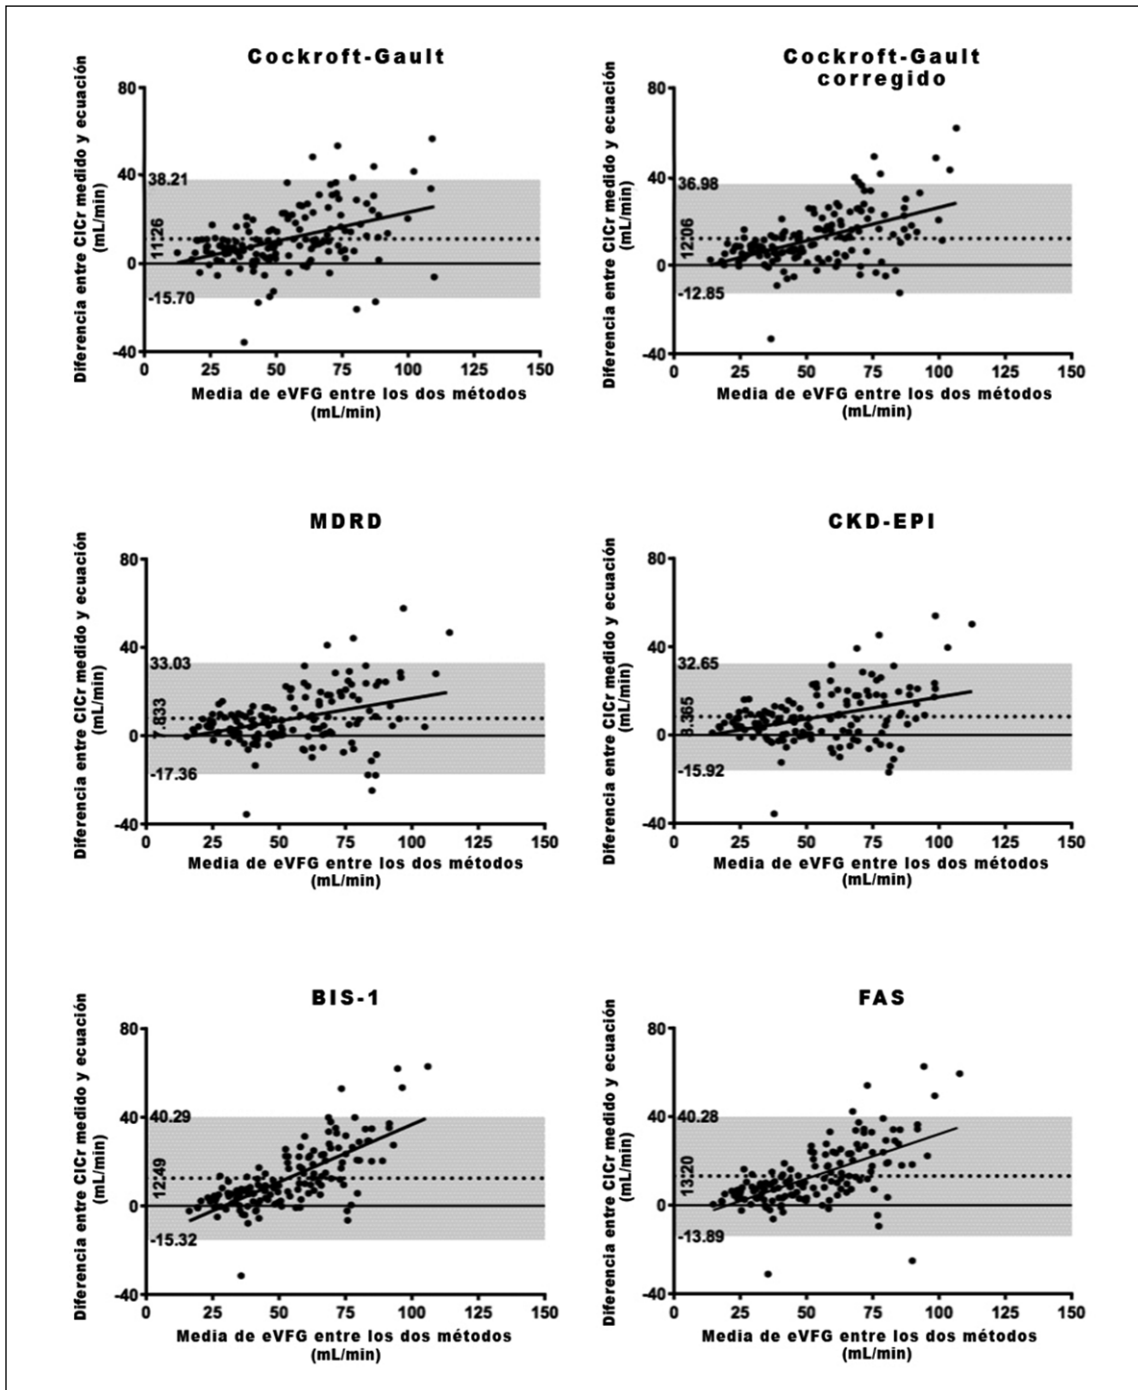 Cockroft-Gault
Diferencia entre ClCr medido y ecuación
(mL/min)
80
40
0
-40
38.21
11.26
-15.70
0 25 50 75 100 125 150
Media de eVFG entre los dos métodos
(mL/min)
Cockroft-Gault
corregido
Diferencia entre ClCr medido y ecuación
(mL/min)
80
40
0
-40
36.98
12.06
-12.85
0 25 50 75 100 125 150
Media de eVFG entre los dos métodos
(mL/min)
MDRD
Diferencia entre ClCr medido y ecuación
(mL/min)
80
40
0
-40
33.03
7.833
-17.36
0 25 50 75 100 125 150
Media de eVFG entre los dos métodos
(mL/min)
CKD-EPI
Diferencia entre ClCr medido y ecuación
(mL/min)
80
40
0
-40
32.65
8.365
-15.92
0 25 50 75 100 125 150
Media de eVFG entre los dos métodos
(mL/min)
BIS-1
Diferencia entre ClCr medido y ecuación
(mL/min)
80
40
0
-40
40.29
12.49
-15.32
0 25 50 75 100 125 150
Media de eVFG entre los dos métodos
(mL/min)
FAS
Diferencia entre ClCr medido y ecuación
(mL/min)
80
40
0
-40
40.28
13.20
-13.89
0 25 50 75 100 125 150
Media de eVFG entre los dos métodos
(mL/min)